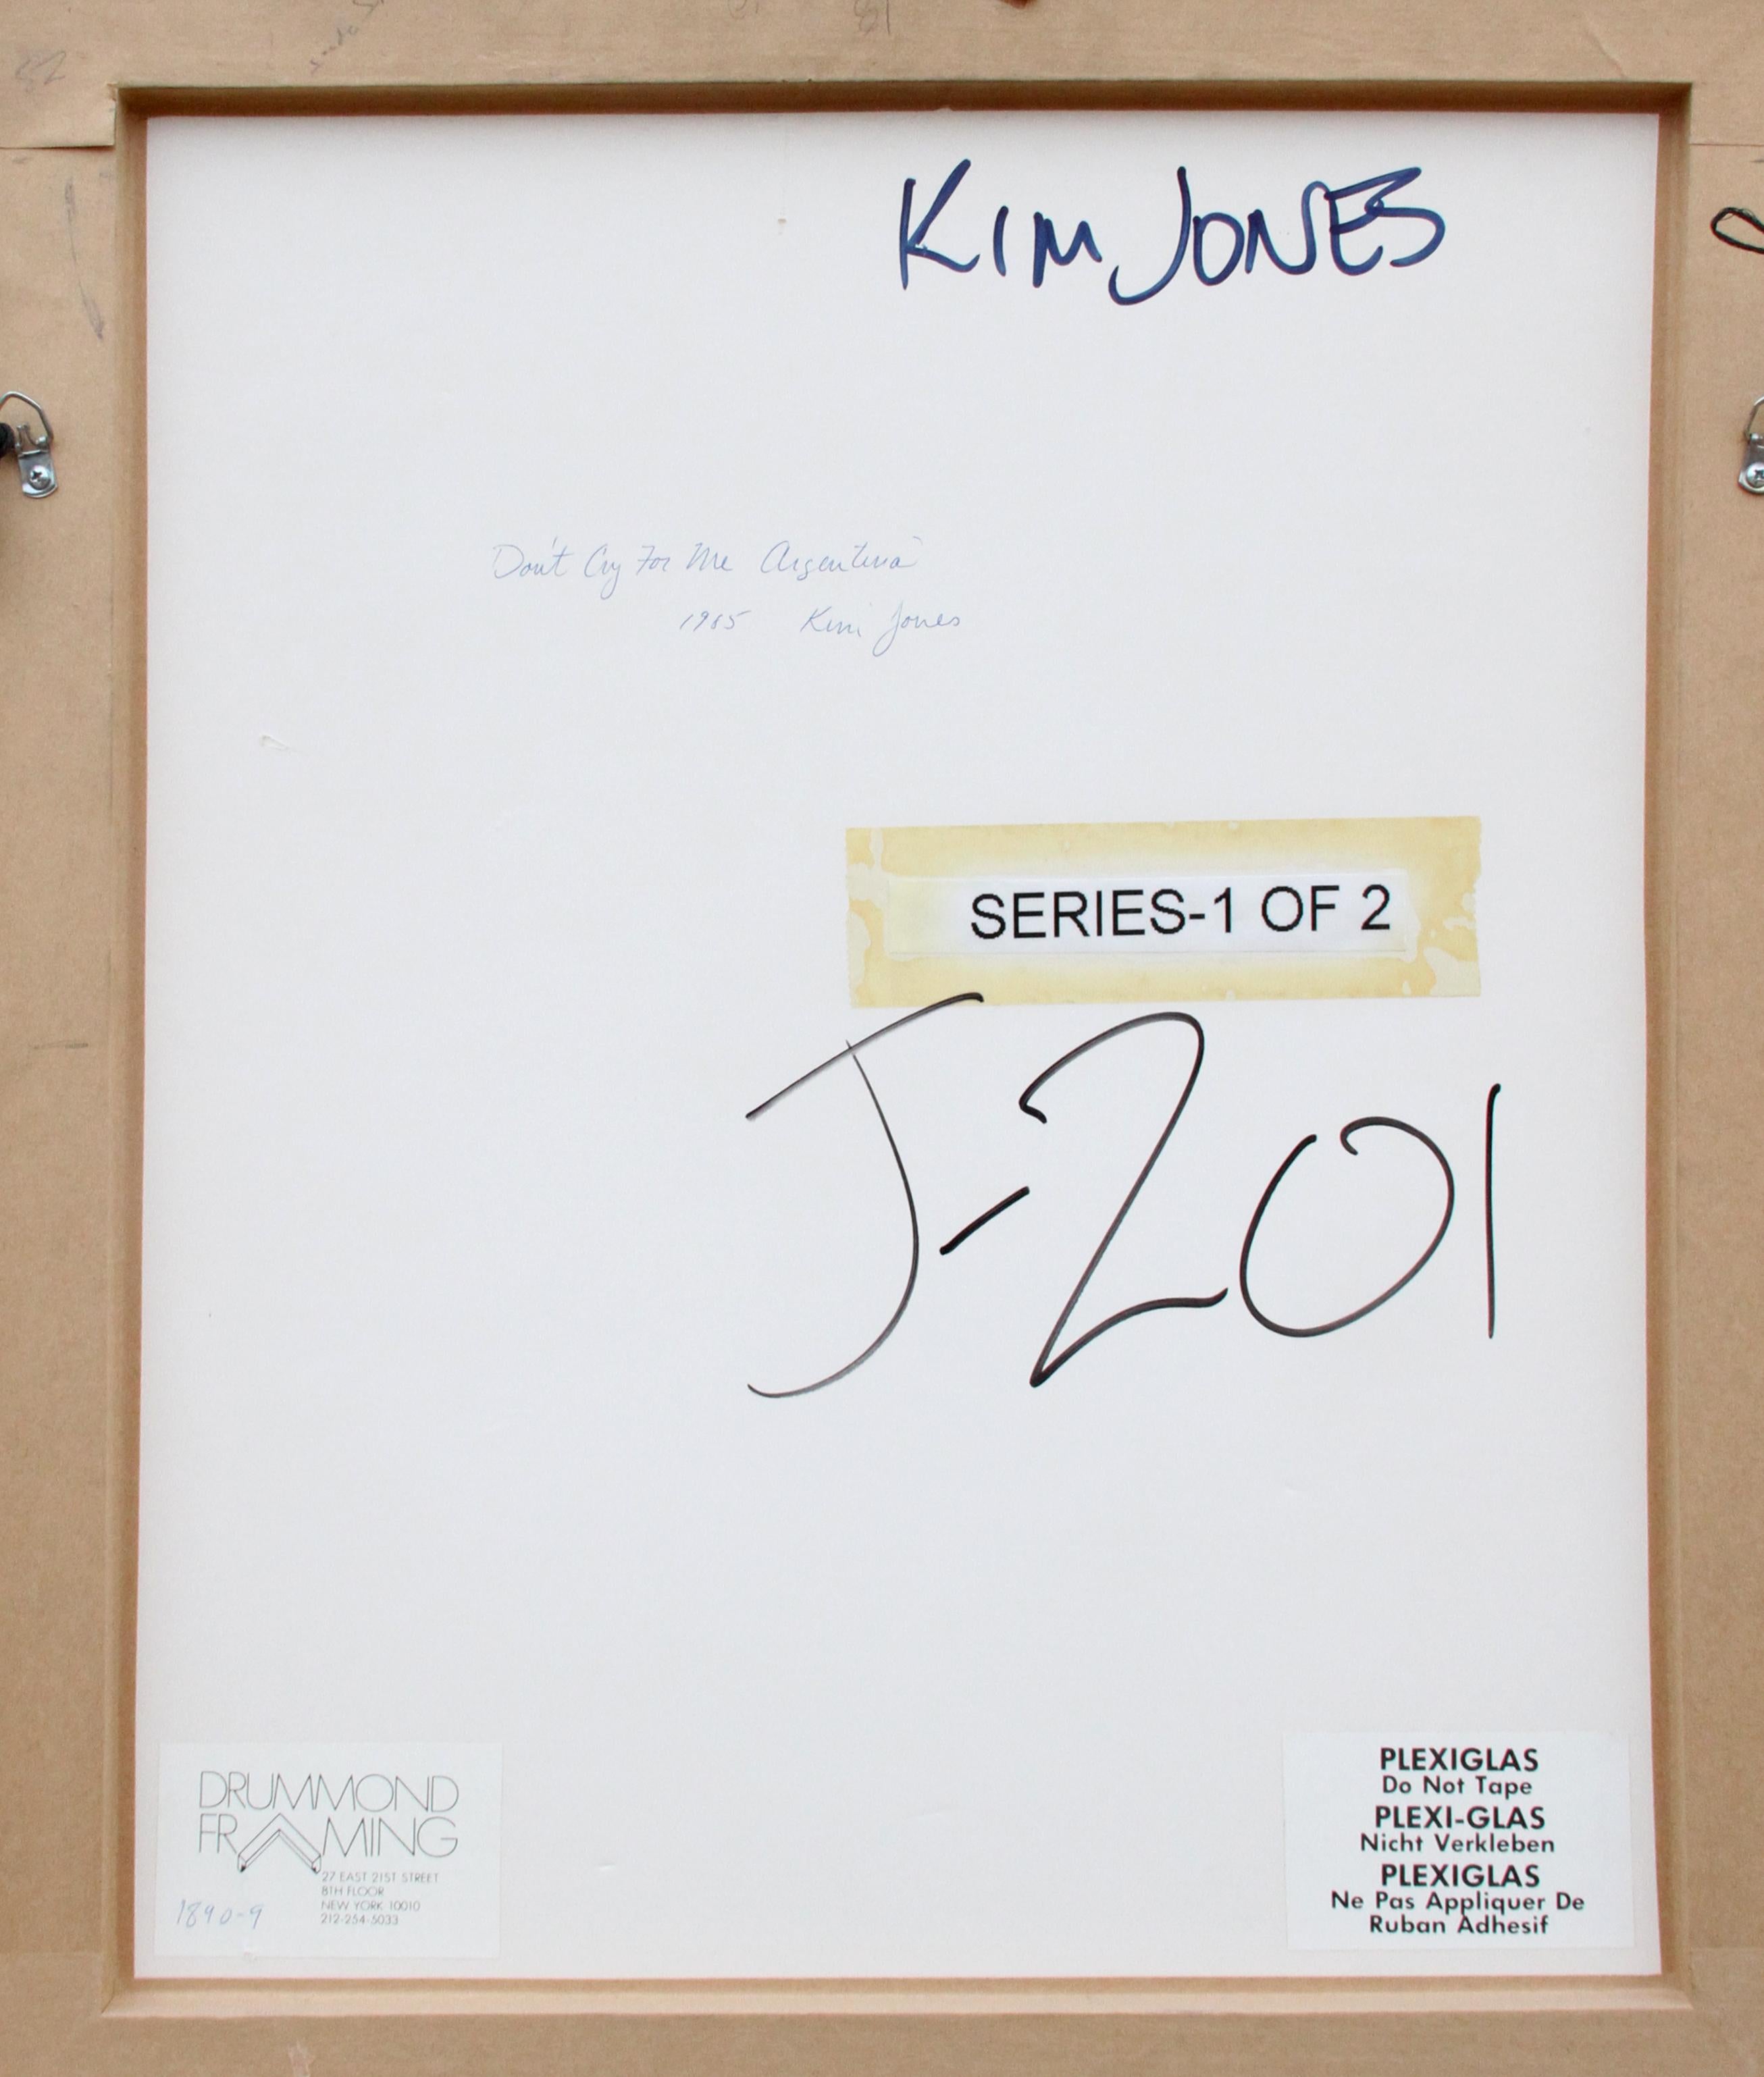 KIM JONES
Don't Cry For Me Argentina
1985 Kim Jones
SERIES-1 OF 2
J-201
DRUMMOND
FRAMING
27 EAST 21ST STREET
8TH FLOOR
NEW YORK 10010
212-254-5033
1890-9
PLEXIGLAS
Do Not Tape
PLEXI-GLAS
Nicht Verkleben
PLEXIGLAS
Ne Pas Appliquer De
Ruban Adhesif